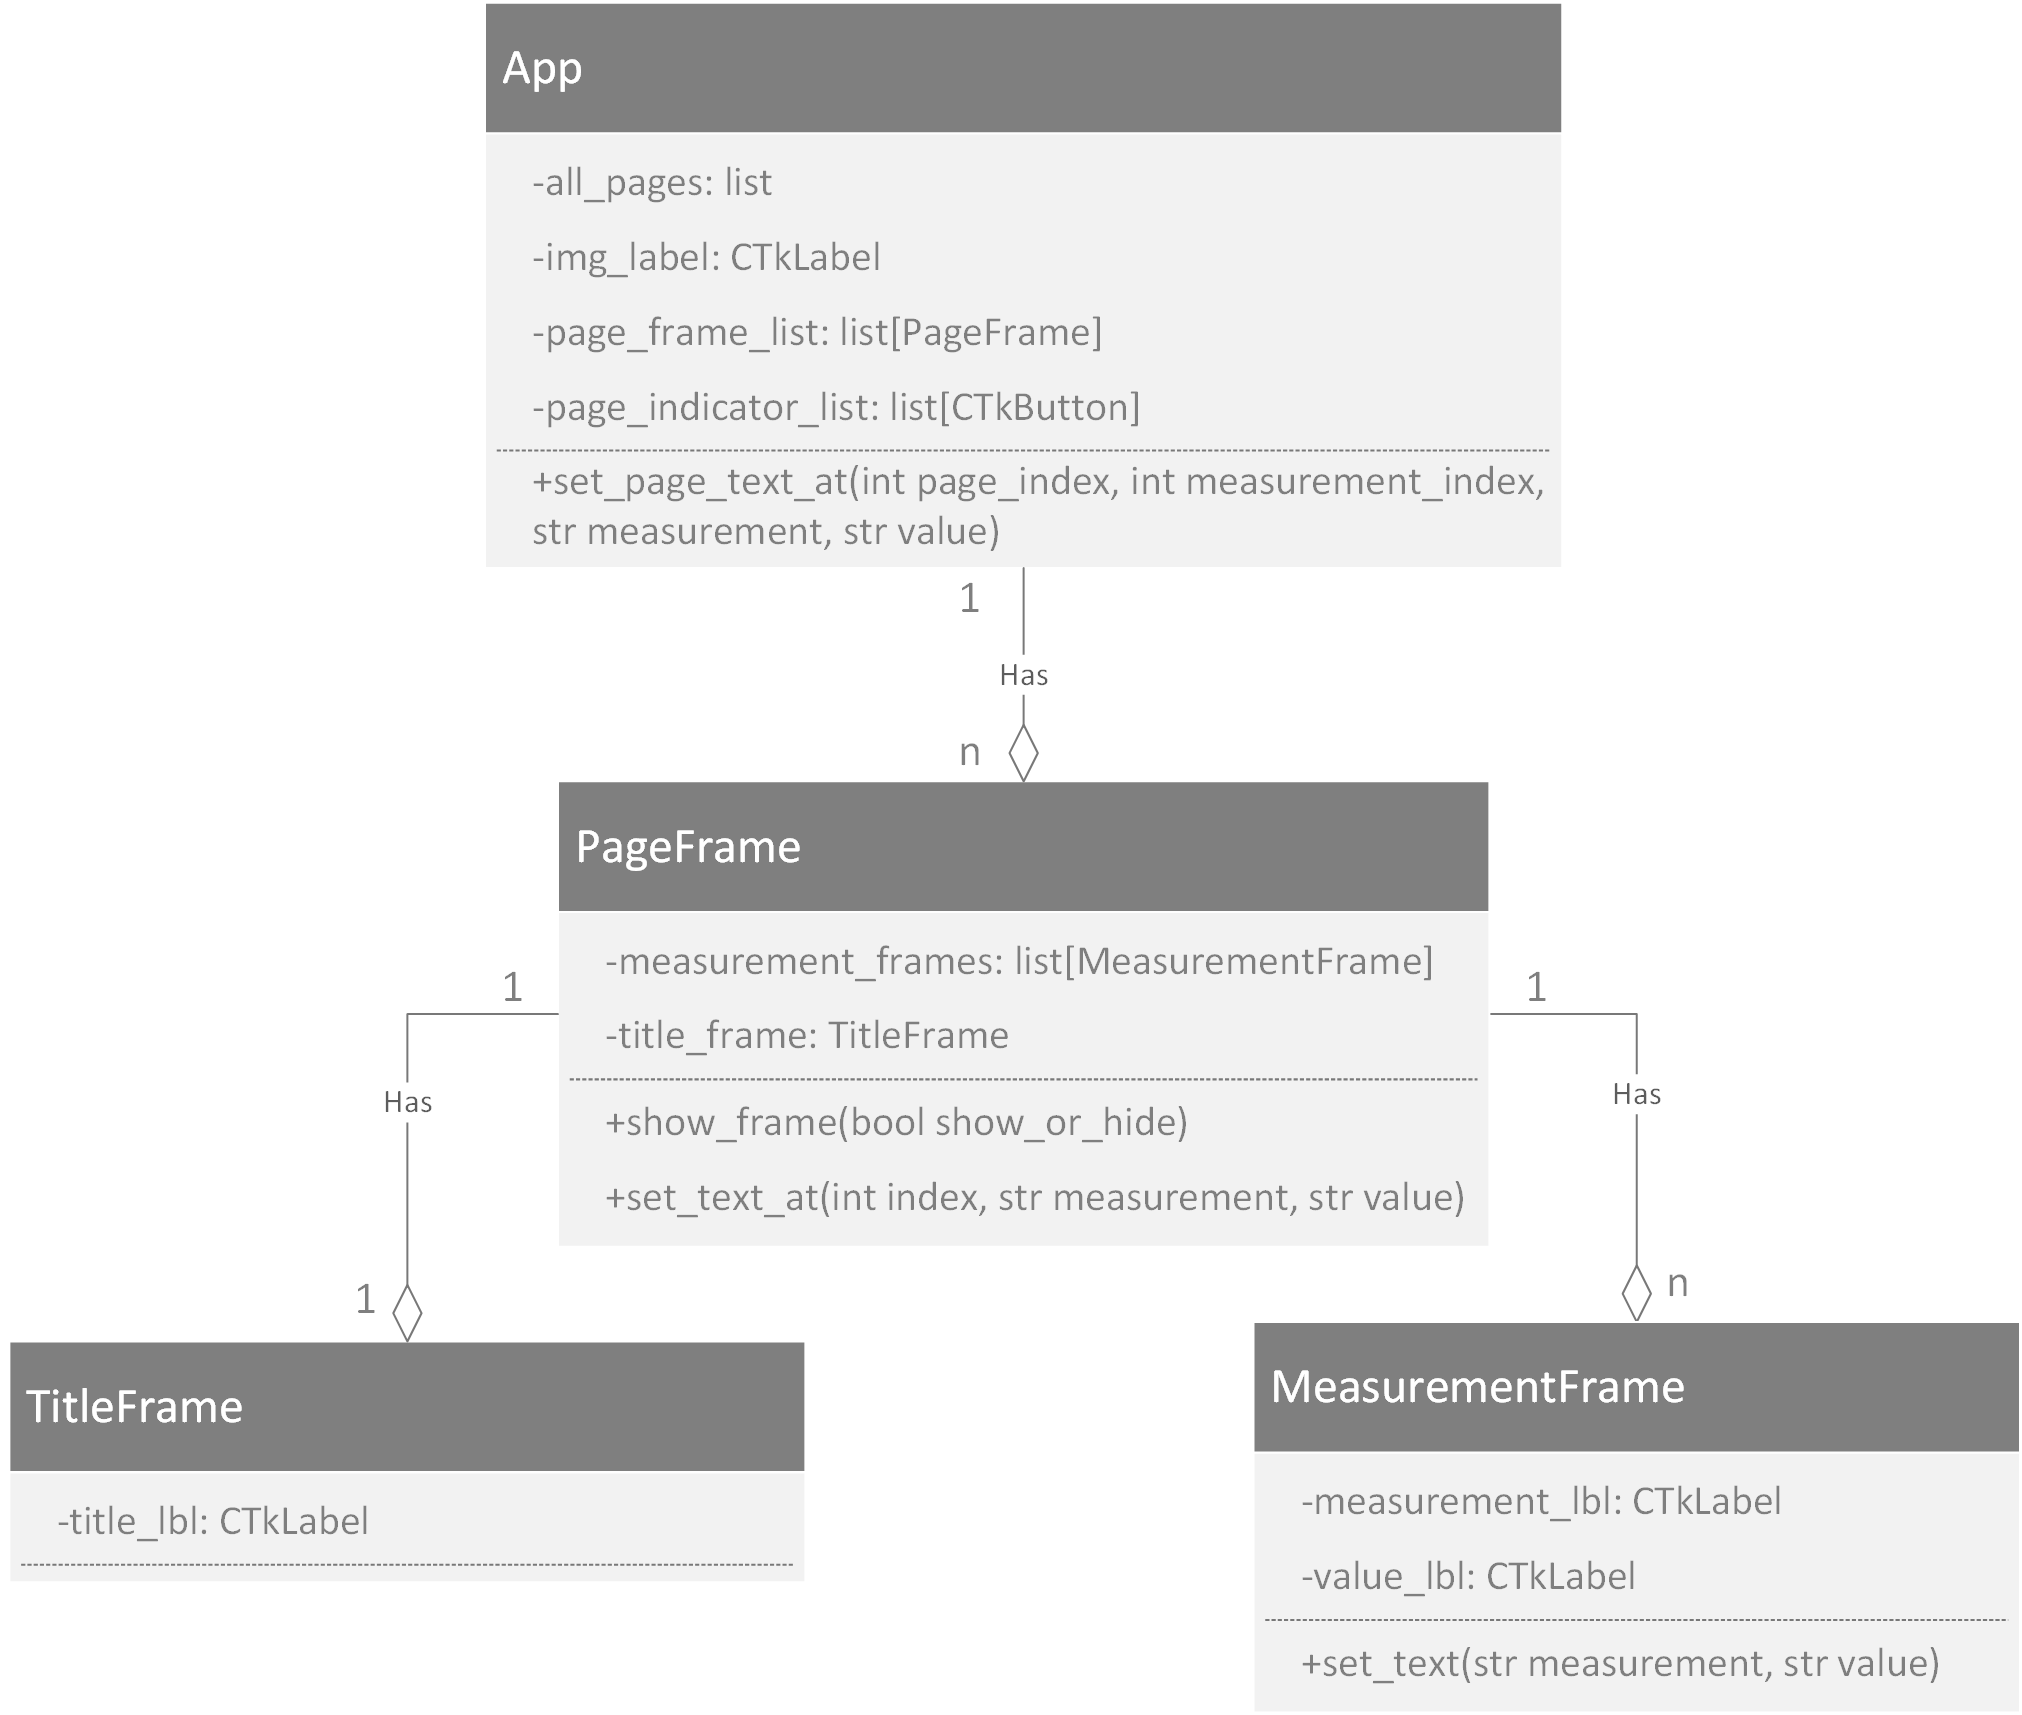 App
-all_pages: list
-img_label: CTkLabel
-page_frame_list: list[PageFrame]
-page_indicator_list: list[CTkButton]
+set_page_text_at(int page_index, int measurement_index,
str measurement, str value)
1
Has
n
PageFrame
-measurement_frames: list[MeasurementFrame]
-title_frame: TitleFrame
+show_frame(bool show_or_hide)
+set_text_at(int index, str measurement, str value)
1
Has
1
1
Has
n
TitleFrame
-title_lbl: CTkLabel
MeasurementFrame
-measurement_lbl: CTkLabel
-value_lbl: CTkLabel
+set_text(str measurement, str value)